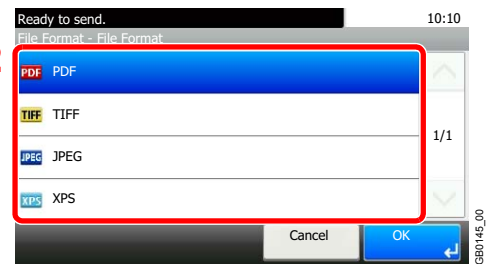 Ready to send. 10:10
File Format - File Format
PDF PDF
TIFF TIFF
JPEG JPEG
XPS XPS
1/1
Cancel OK
GB0145_00